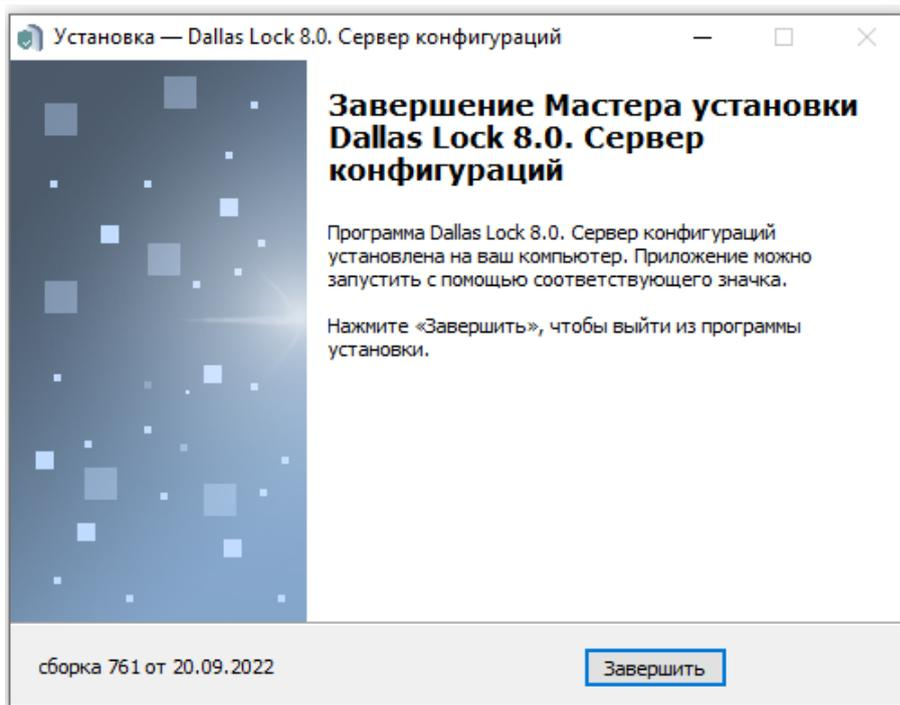 Установка — Dallas Lock 8.0. Сервер конфигураций
Завершение Мастера установки
Dallas Lock 8.0. Сервер
конфигураций
Программа Dallas Lock 8.0. Сервер конфигураций
установлена на ваш компьютер. Приложение можно
запустить с помощью соответствующего значка.
Нажмите «Завершить», чтобы выйти из программы
установки.
сборка 761 от 20.09.2022
Завершить